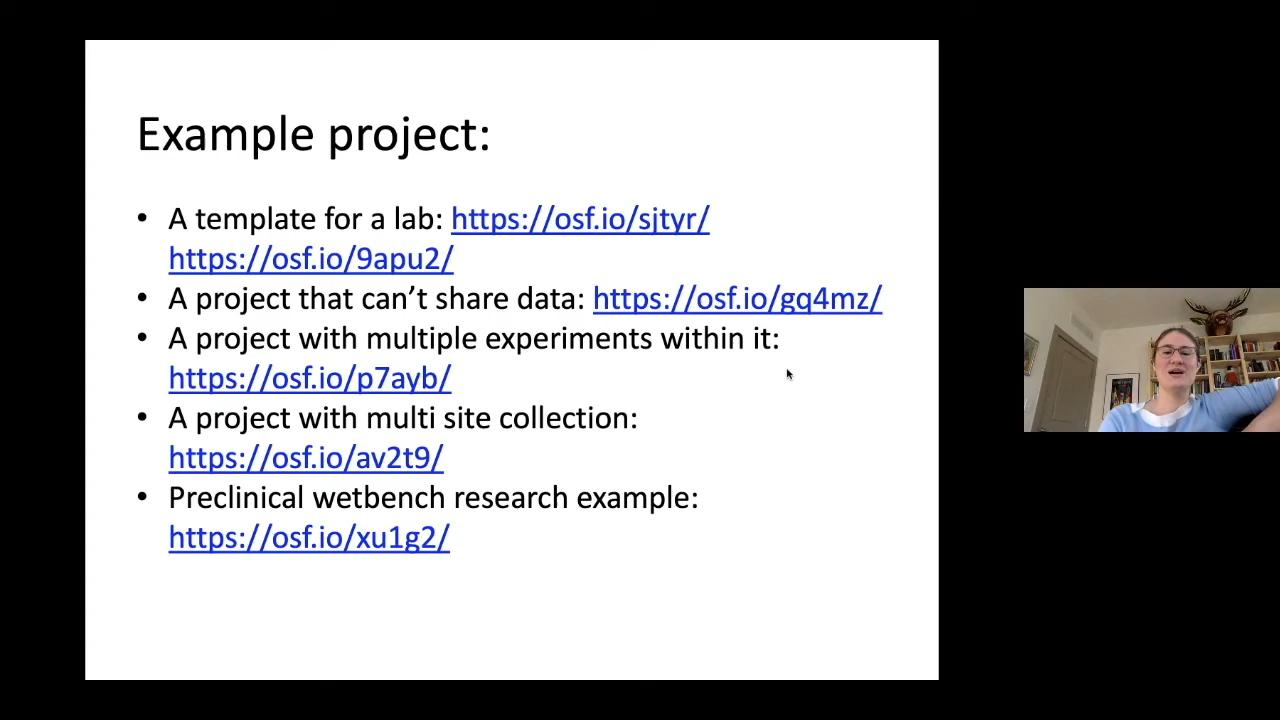 Example project:
• A template for a lab: https://osf.io/sjtyr/
https://osf.io/9apu2/
• A project that can’t share data: https://osf.io/gq4mz/
• A project with multiple experiments within it:
https://osf.io/p7ayb/
• A project with multi site collection:
https://osf.io/av2t9/
• Preclinical wetbench research example:
https://osf.io/xu1g2/